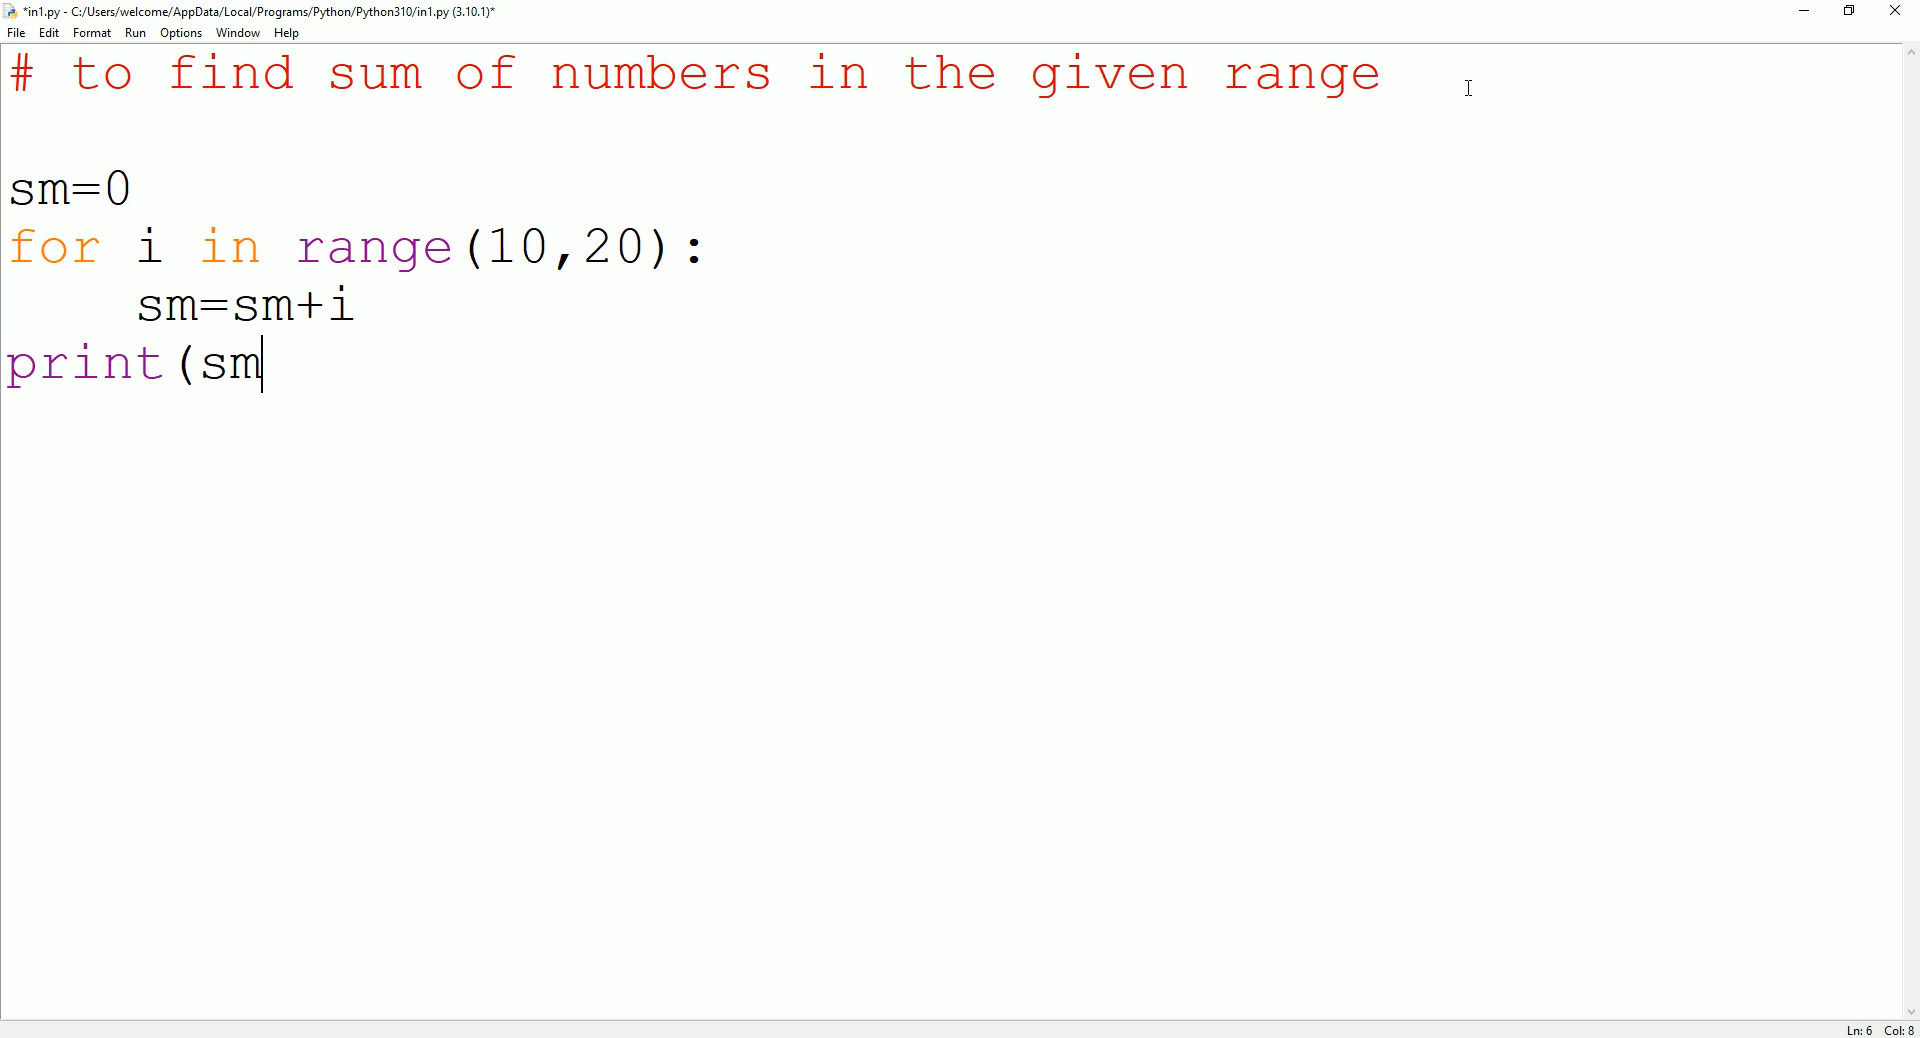 *in1.py - C:/Users/welcome/AppData/Local/Programs/Python/Python310/in1.py (3.10.1)*
File Edit Format Run Options Window Help
# to find sum of numbers in the given range
sm=0
for i in range(10,20):
    sm=sm+i
print(sm
Ln: 6 Col: 8